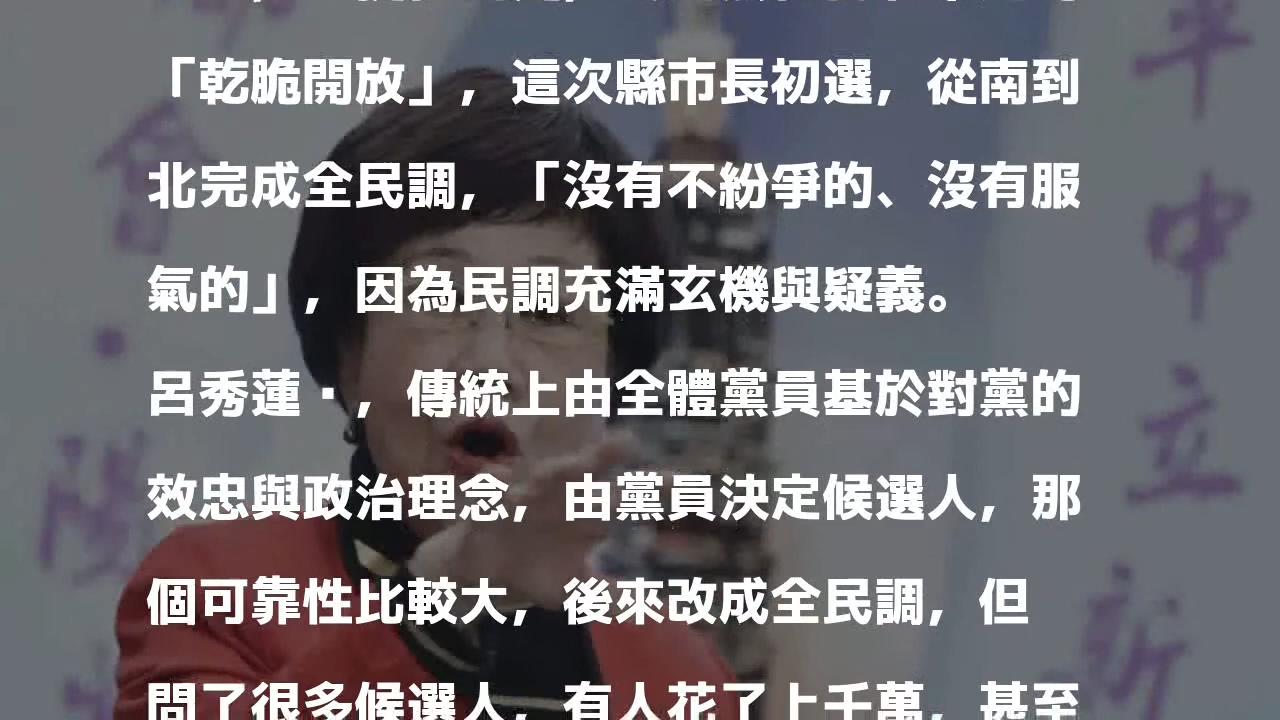 「乾脆開放」，這次縣市長初選，從南到
北完成全民調，「沒有不紛爭的、沒有服
氣的」，因為民調充滿玄機與疑義。
呂秀蓮·，傳統上由全體黨員基於對黨的
效忠與政治理念，由黨員決定候選人，那
個可靠性比較大，後來改成全民調，但
問了很多候選人，有人花了上千萬，甚至
會·
平中立
新